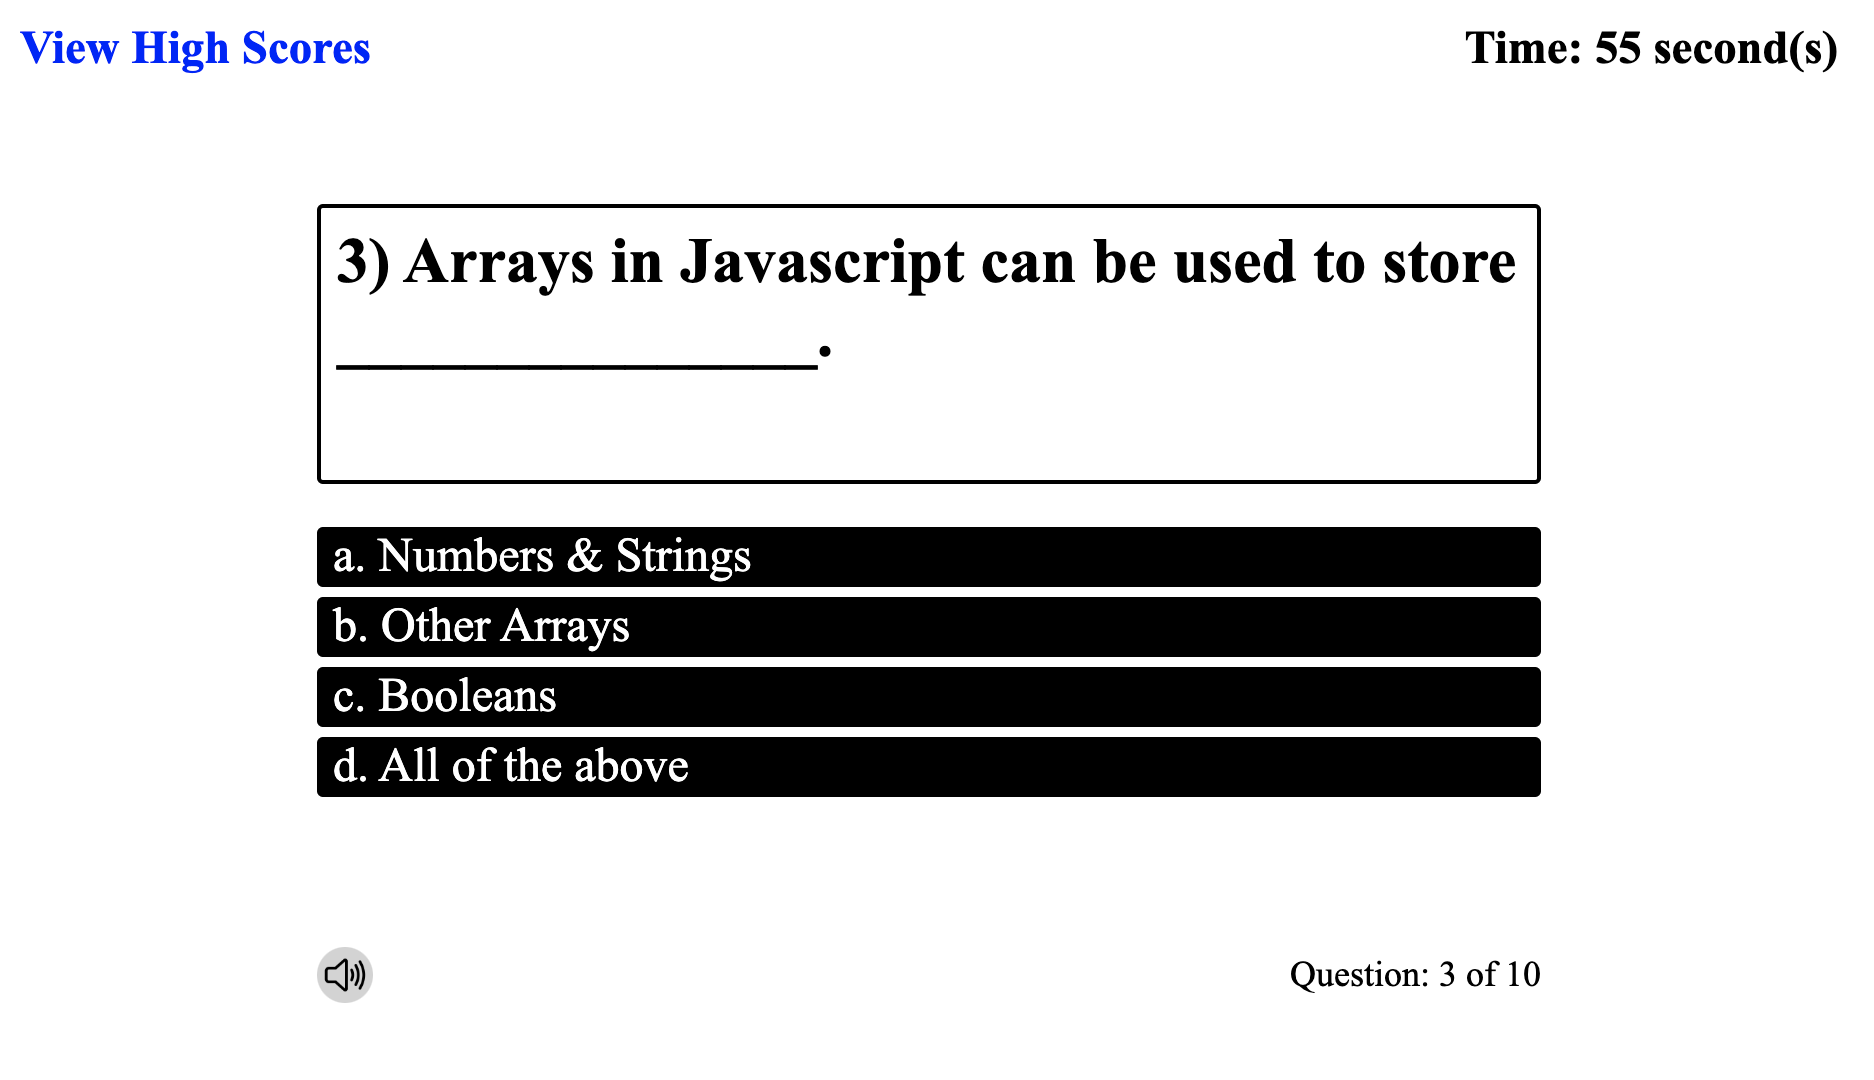 View High Scores
Time: 55 second(s)
3) Arrays in Javascript can be used to store
_______________.
a. Numbers & Strings
b. Other Arrays
c. Booleans
d. All of the above
Question: 3 of 10